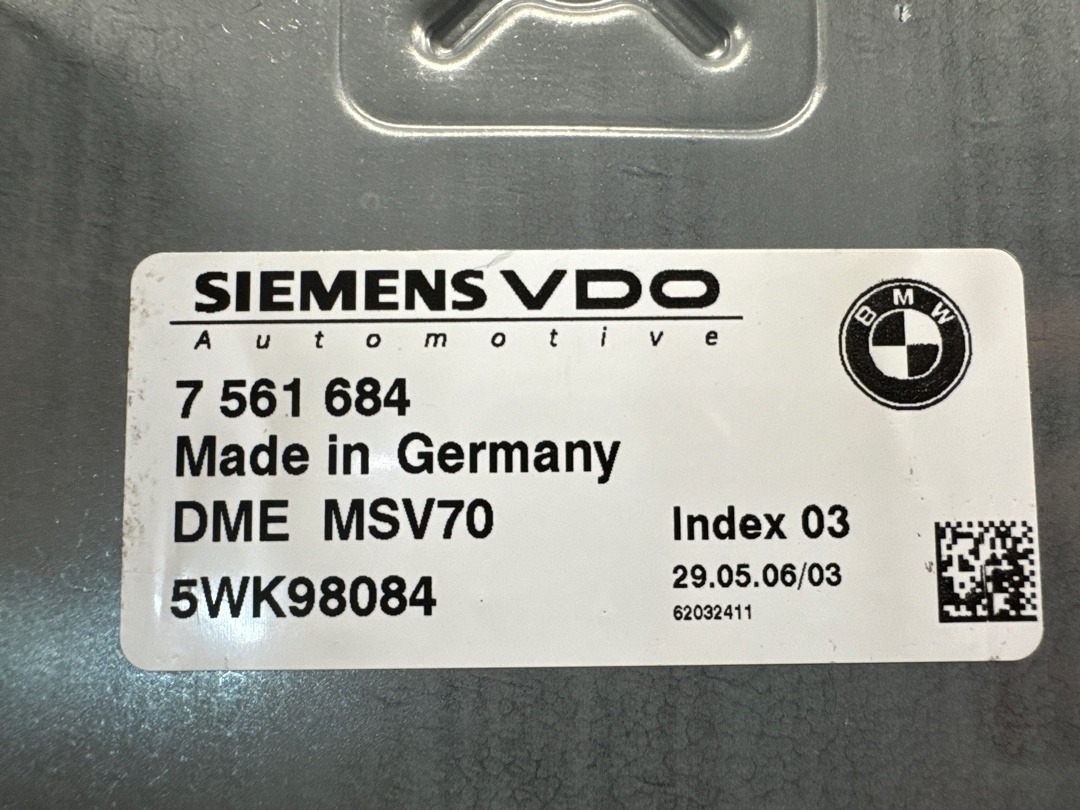 SIEMENS VDO
Automotive
BMW
7 561 684
Made in Germany
DME MSV70
Index 03
5WK98084
29.05.06/03
62032411